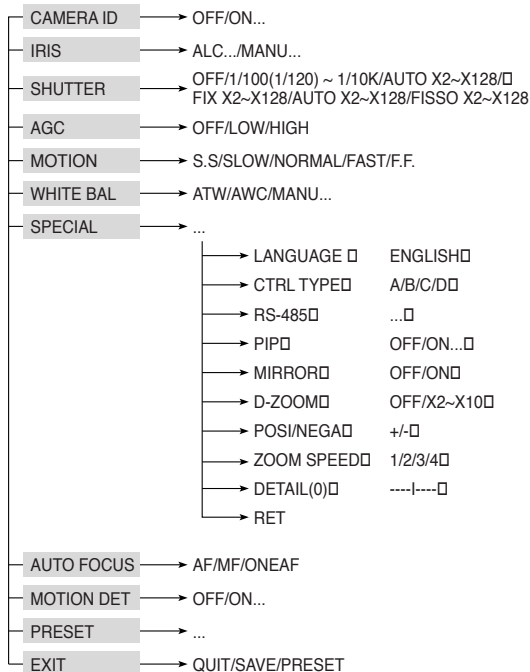 CAMERA ID OFF/ON...
IRIS ALC.../MANU...
SHUTTER OFF/1/100(1/120) ~ 1/10K/AUTO X2~X128/□
FIX X2~X128/AUTO X2~X128/FISSO X2~X128
AGC OFF/LOW/HIGH
MOTION S.S/SLOW/NORMAL/FAST/F.F.
WHITE BAL ATW/AWC/MANU...
SPECIAL ...
LANGUAGE □ ENGLISH□
CTRL TYPE□ A/B/C/D□
RS-485□ ...□
PIP□ OFF/ON...□
MIRROR□ OFF/ON□
D-ZOOM□ OFF/X2~X10□
POSI/NEGA□ +/-□
ZOOM SPEED□ 1/2/3/4□
DETAIL(0)□ ----I----□
RET
AUTO FOCUS AF/MF/ONEAF
MOTION DET OFF/ON...
PRESET ...
EXIT QUIT/SAVE/PRESET